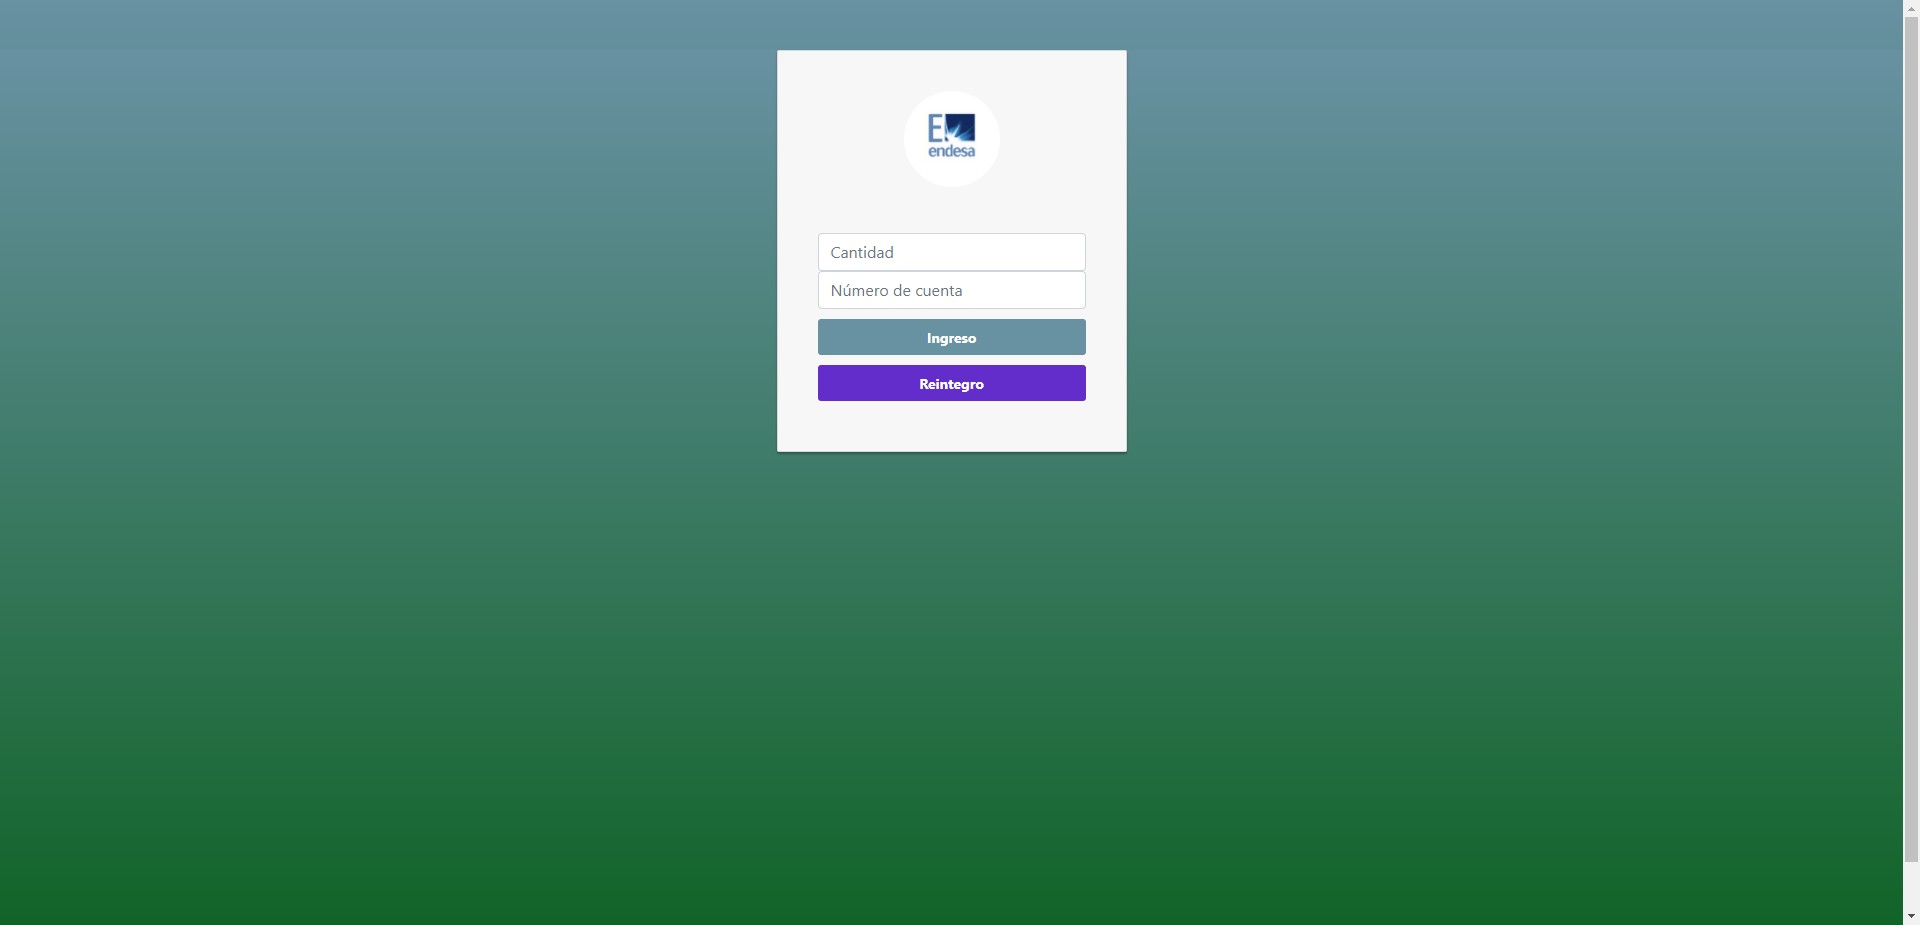 E
endesa
Cantidad
Número de cuenta
Ingreso
Reintegro